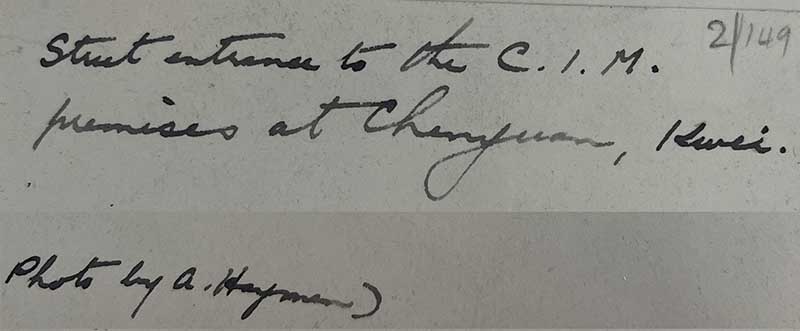 Street entrance to the C. I. M.
2/149
premises at Chenyuan, Kwei.
Photo by A. Hayman)